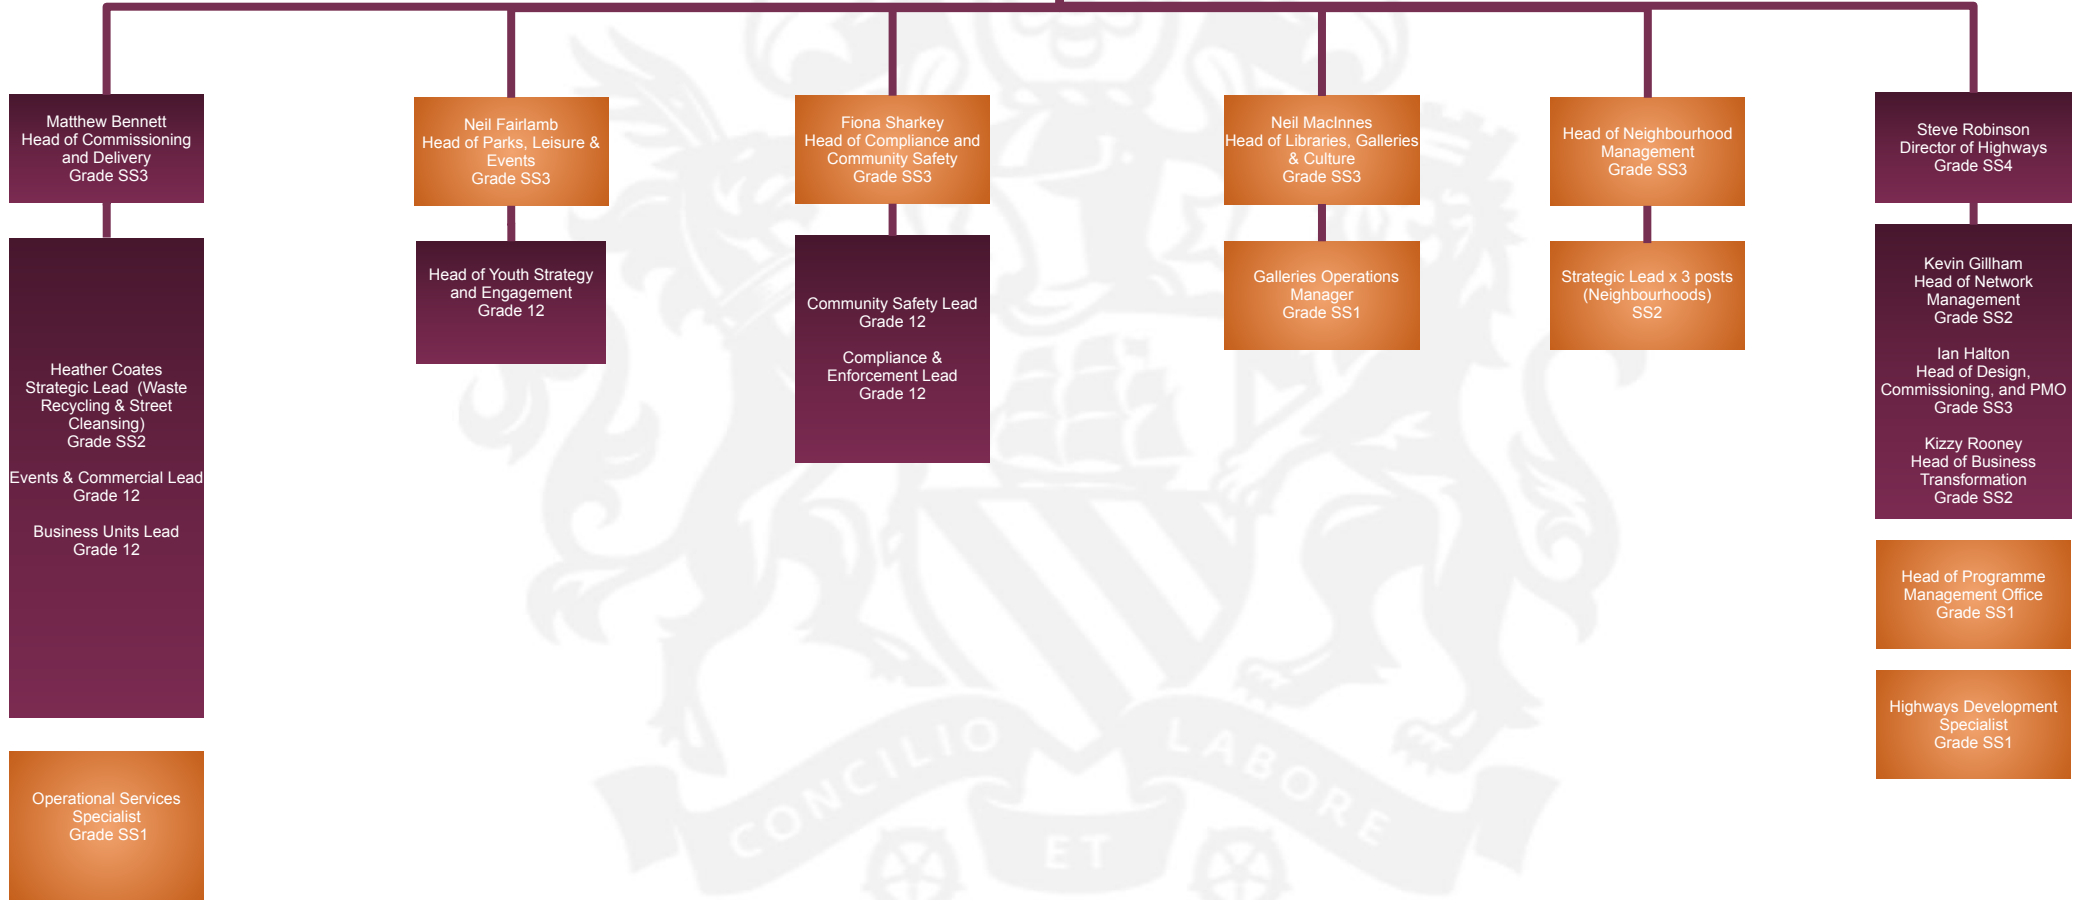 Matthew Bennett
Head of Commissioning
and Delivery
Grade SS3
Neil Fairlamb
Head of Parks, Leisure &
Events
Grade SS3
Fiona Sharkey
Head of Compliance and
Community Safety
Grade SS3
Neil MacInnes
Head of Libraries, Galleries
& Culture
Grade SS3
Head of Neighbourhood
Management
Grade SS3
Steve Robinson
Director of Highways
Grade SS4
Heather Coates
Strategic Lead (Waste
Recycling & Street
Cleansing)
Grade SS2
Events & Commercial Lead
Grade 12
Business Units Lead
Grade 12
Head of Youth Strategy
and Engagement
Grade 12
Community Safety Lead
Grade 12
Compliance &
Enforcement Lead
Grade 12
Galleries Operations
Manager
Grade SS1
Strategic Lead x 3 posts
(Neighbourhoods)
SS2
Kevin Gillham
Head of Network
Management
Grade SS2
Ian Halton
Head of Design,
Commissioning, and PMO
Grade SS3
Kizzy Rooney
Head of Business
Transformation
Grade SS2
Head of Programme
Management Office
Grade SS1
Highways Development
Specialist
Grade SS1
Operational Services
Specialist
Grade SS1
CONCILIO ET LABORE